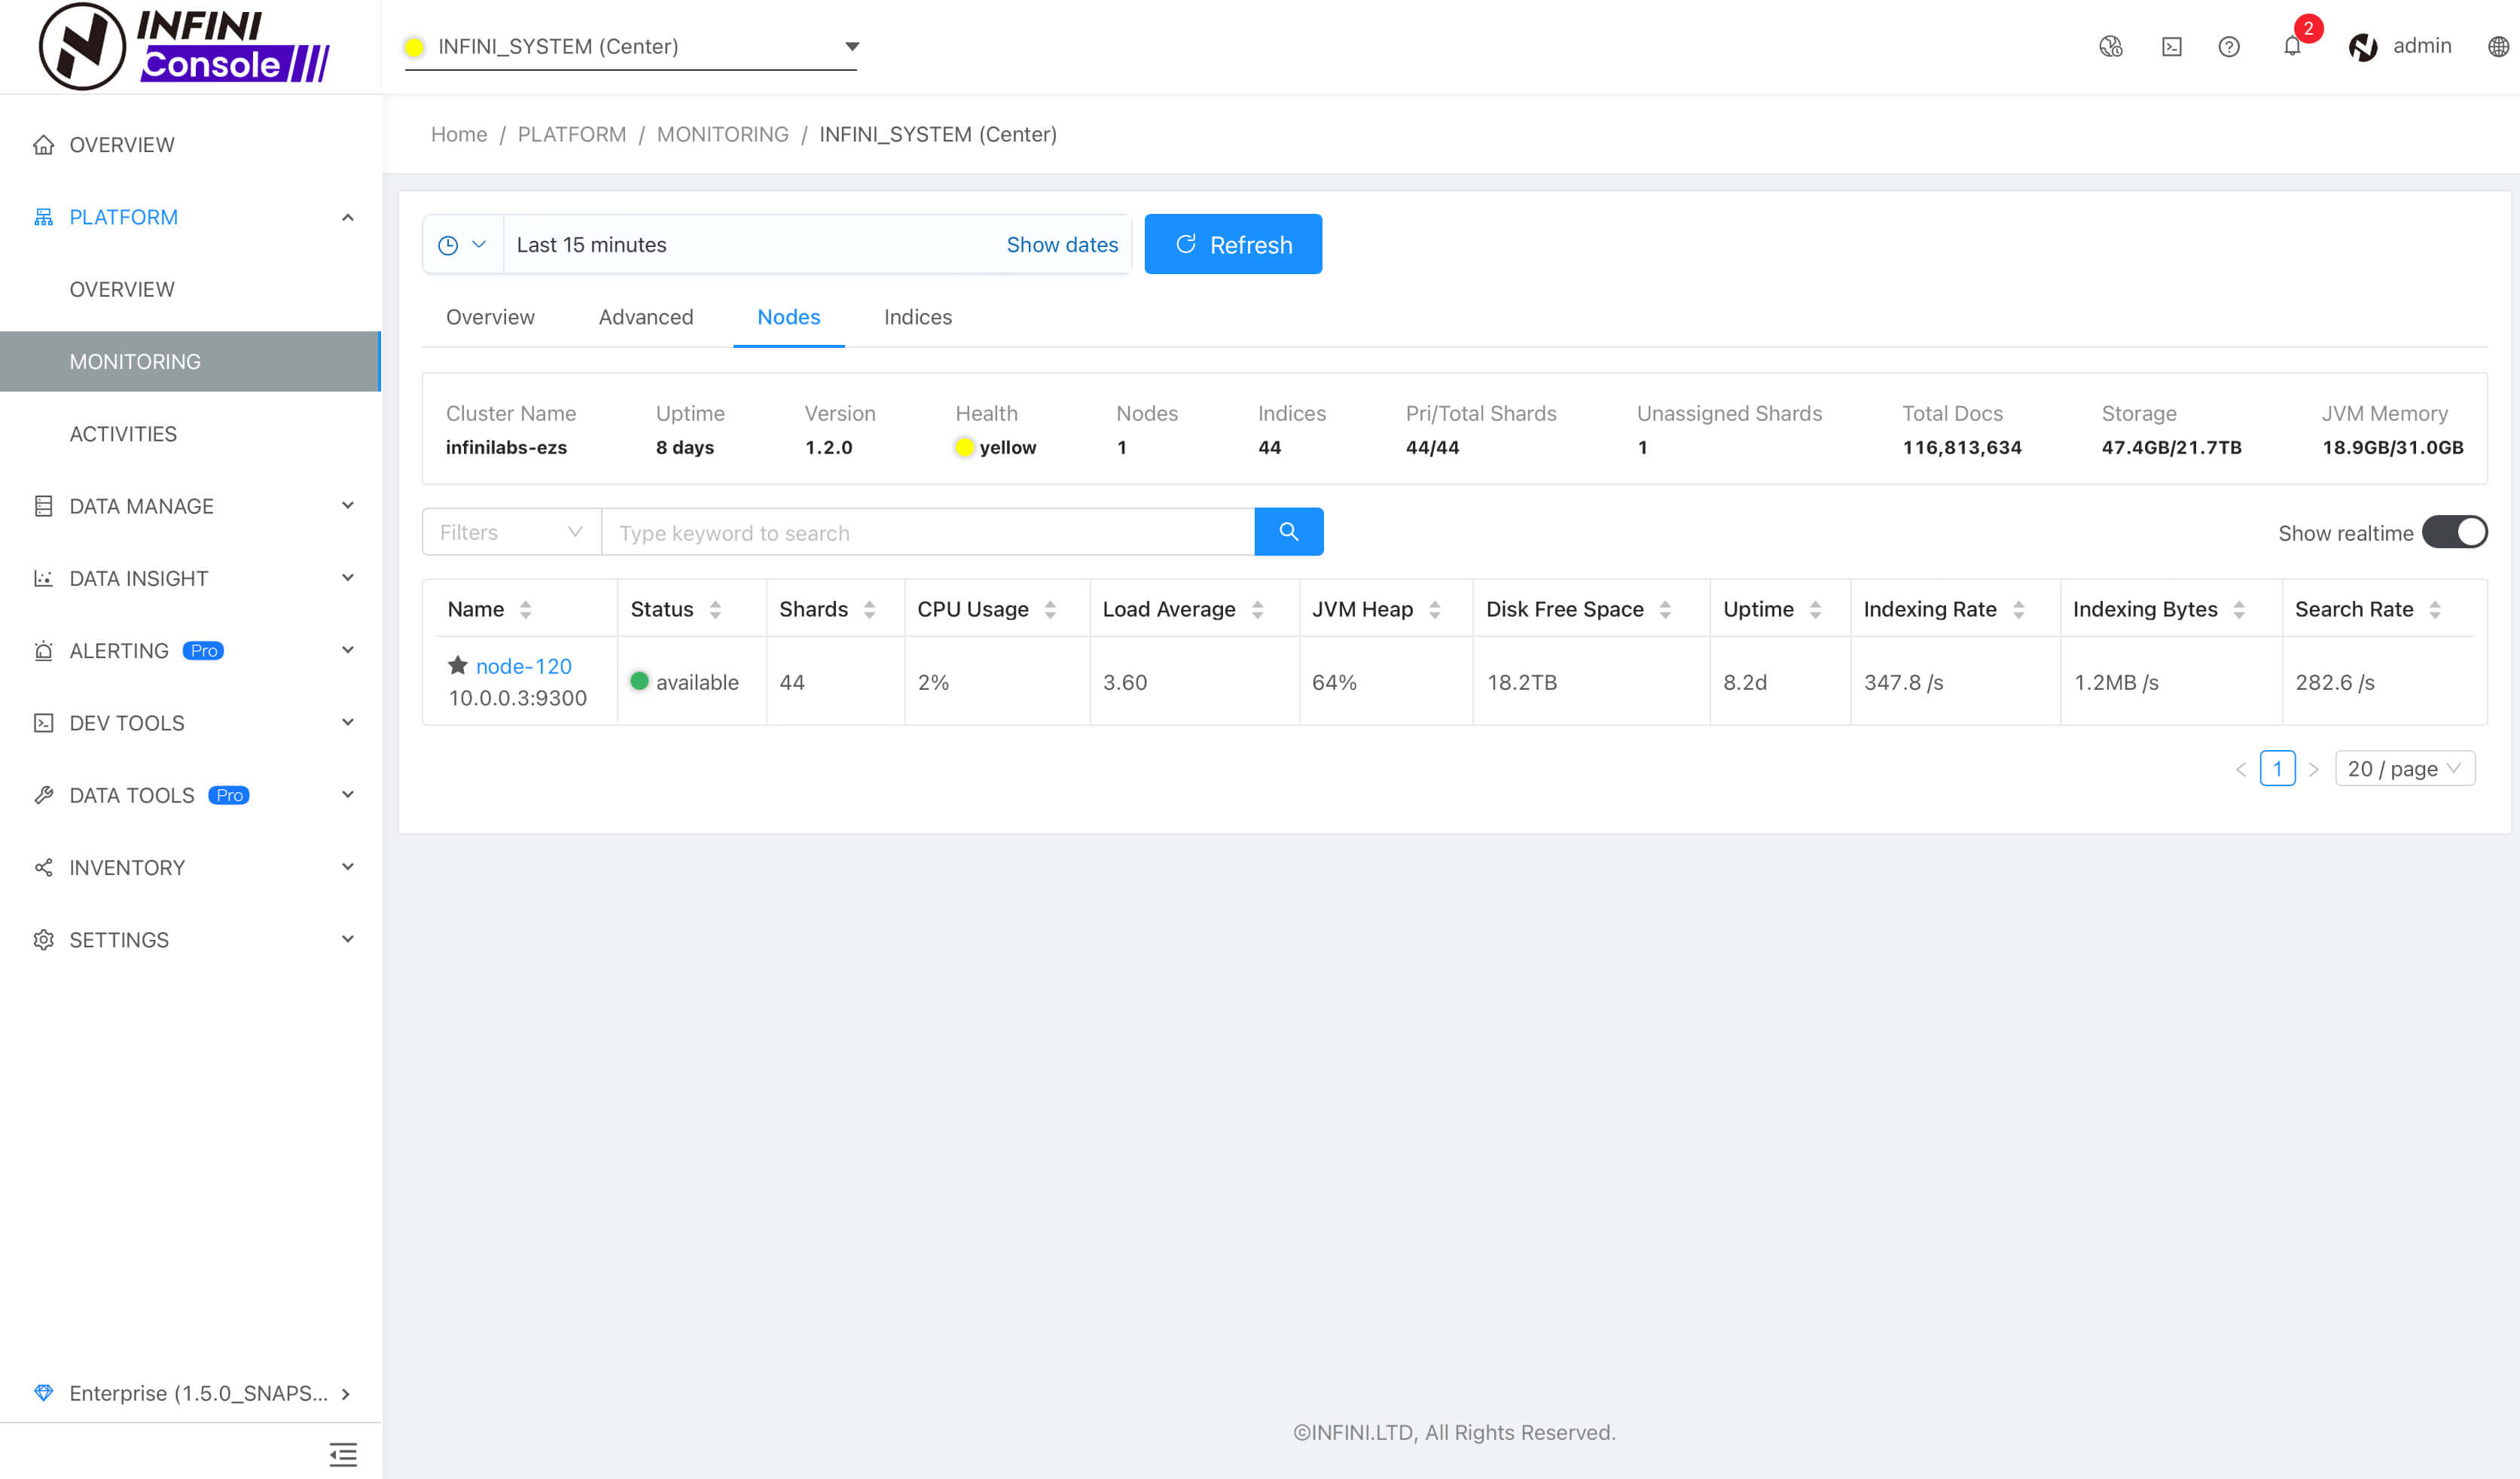 INFINI
Console
INFINI_SYSTEM (Center)
2
admin
OVERVIEW
PLATFORM
OVERVIEW
MONITORING
ACTIVITIES
DATA MANAGE
DATA INSIGHT
ALERTING Pro
DEV TOOLS
DATA TOOLS Pro
INVENTORY
SETTINGS
Enterprise (1.5.0_SNAPS...
Home / PLATFORM / MONITORING / INFINI_SYSTEM (Center)
Last 15 minutes Show dates Refresh
Overview Advanced Nodes Indices
Cluster Name Uptime Version Health Nodes Indices Pri/Total Shards Unassigned Shards Total Docs Storage JVM Memory
infinilabs-ezs 8 days 1.2.0 yellow 1 44 44/44 1 116,813,634 47.4GB/21.7TB 18.9GB/31.0GB
Filters Type keyword to search Show realtime
Name Status Shards CPU Usage Load Average JVM Heap Disk Free Space Uptime Indexing Rate Indexing Bytes Search Rate
node-120
10.0.0.3:9300 available 44 2% 3.60 64% 18.2TB 8.2d 347.8 /s 1.2MB /s 282.6 /s
1 20 / page
©INFINI.LTD, All Rights Reserved.